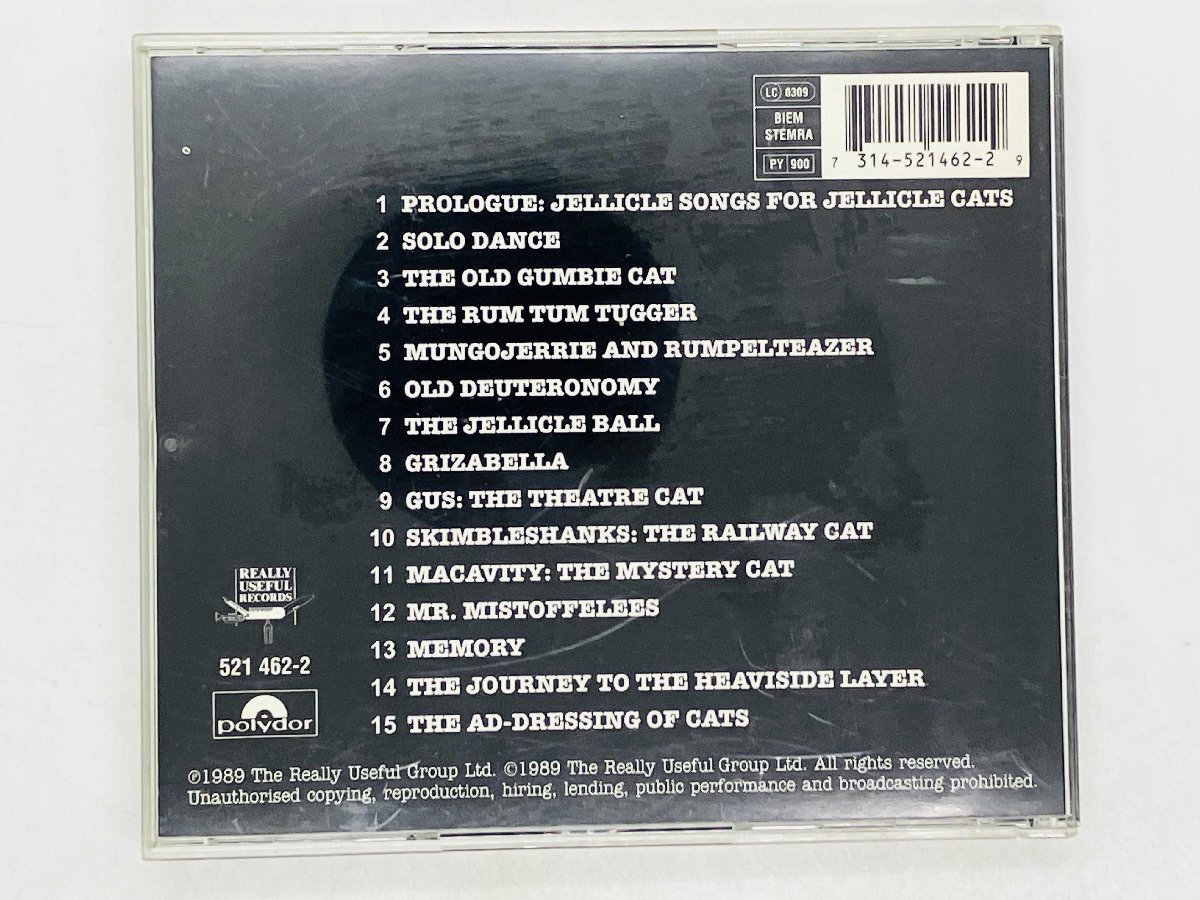 LC 0309
BIEM
STEMRA
PY 900
7 314-521462-2 9
1 PROLOGUE: JELLICLE SONGS FOR JELLICLE CATS
2 SOLO DANCE
3 THE OLD GUMBIE CAT
4 THE RUM TUM TUGGER
5 MUNGOJERRIE AND RUMPELTEAZER
6 OLD DEUTERONOMY
7 THE JELLICLE BALL
8 GRIZABELLA
9 GUS: THE THEATRE CAT
10 SKIMBLESHANKS: THE RAILWAY CAT
11 MACAVITY: THE MYSTERY CAT
12 MR. MISTOFFELEES
13 MEMORY
14 THE JOURNEY TO THE HEAVISIDE LAYER
15 THE AD-DRESSING OF CATS
REALLY
USEFUL
RECORDS
521 462-2
polydor
℗1989 The Really Useful Group Ltd. ©1989 The Really Useful Group Ltd. All rights reserved.
Unauthorised copying, reproduction, hiring, lending, public performance and broadcasting prohibited.